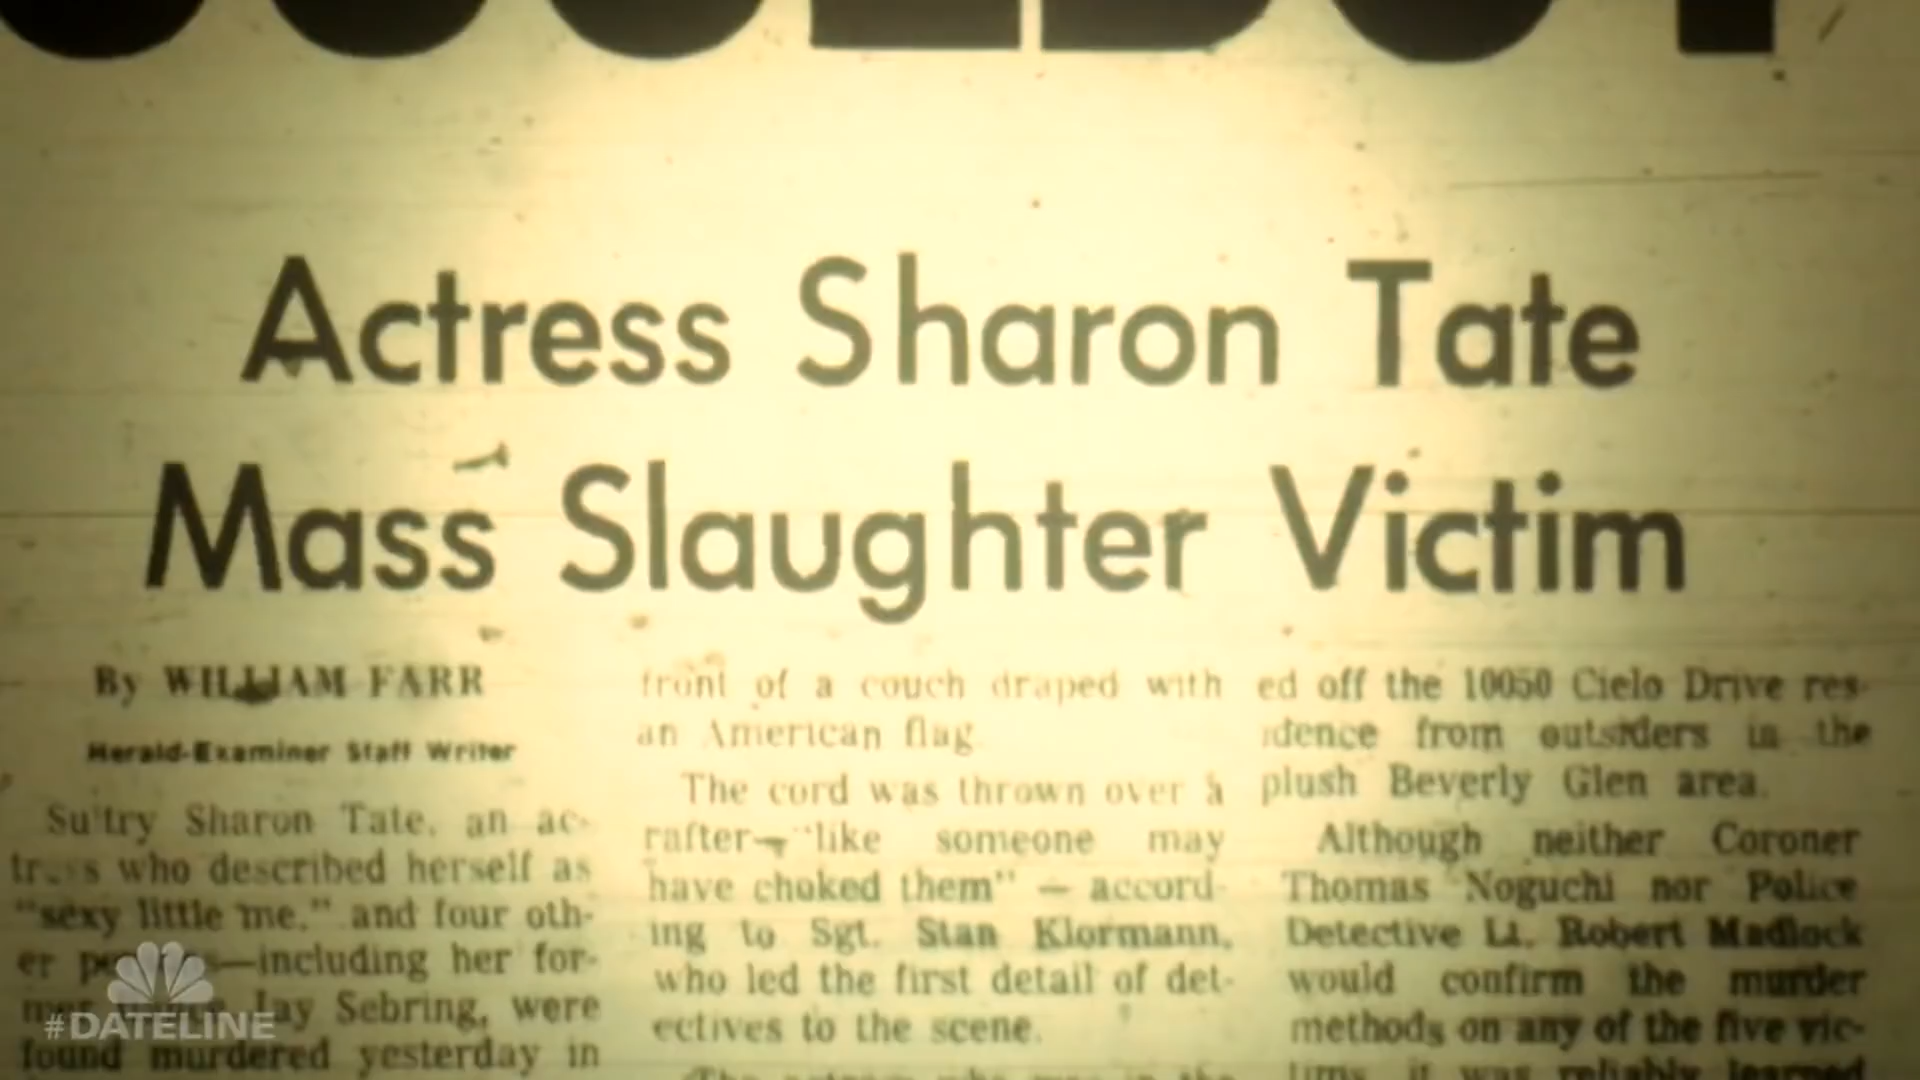 Actress Sharon Tate
Mass Slaughter Victim
By WILLIAM FARR
Herald-Examiner Staff Writer
Sultry Sharon Tate, an ac-
tress who described herself as
"sexy little me," and four oth-
er —including her for-
Jay Sebring, were
found murdered yesterday in
front of a couch draped with
an American flag
The cord was thrown over a
rafter—"like someone may
have choked them" — accord-
ing to Sgt. Stan Klormann,
who led the first detail of det-
ectives to the scene.
ed off the 10050 Cielo Drive res-
idence from outsiders in the
plush Beverly Glen area.
Although neither Coroner
Thomas Noguchi nor Police
Detective Lt. Robert Madlock
would confirm the murder
methods on any of the five vic-
tims, it was reliably learned
#DATELINE